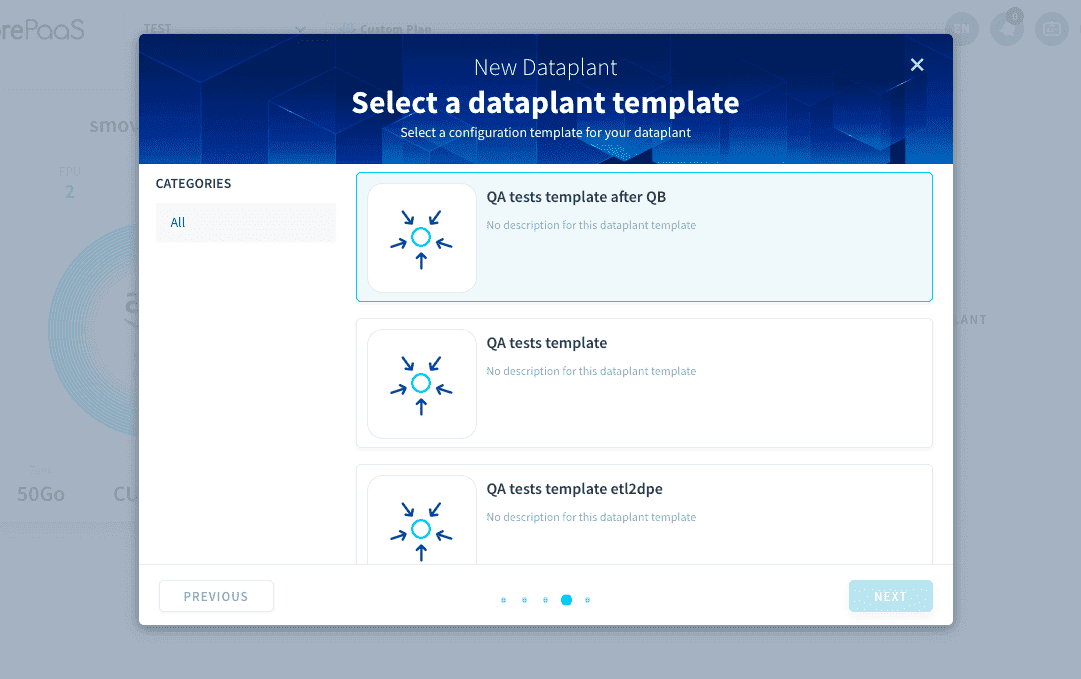 rePaaS
TEST
Custom Plan
EN
0
New Dataplant
Select a dataplant template
Select a configuration template for your dataplant
smov
FPU
2
CATEGORIES
All
QA tests template after QB
No description for this dataplant template
QA tests template
No description for this dataplant template
QA tests template etl2dpe
No description for this dataplant template
ANT
50Go
CU
PREVIOUS
NEXT